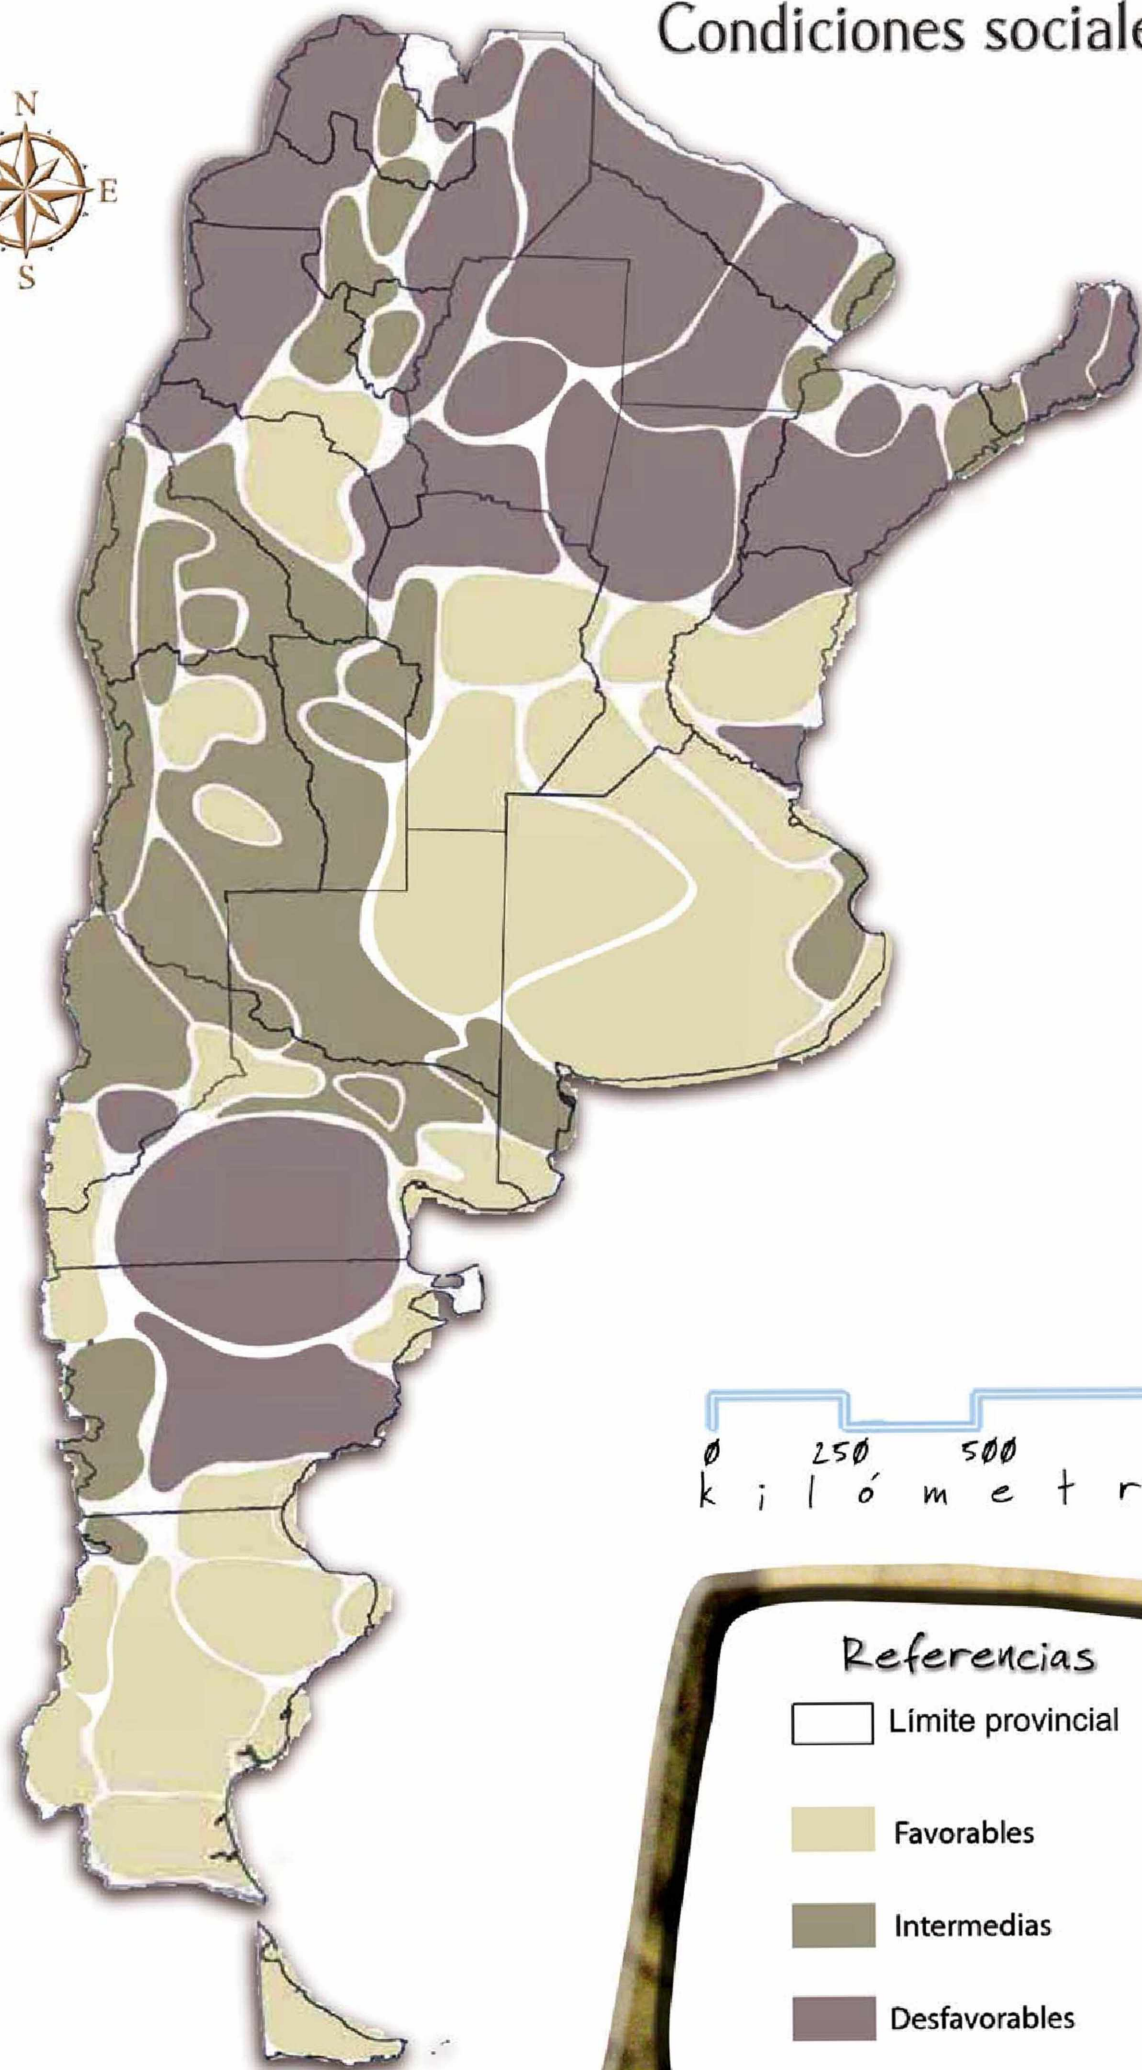 Condiciones sociale
N
E
S
0 250 500
k i l ó m e t r
Referencias
Límite provincial
Favorables
Intermedias
Desfavorables